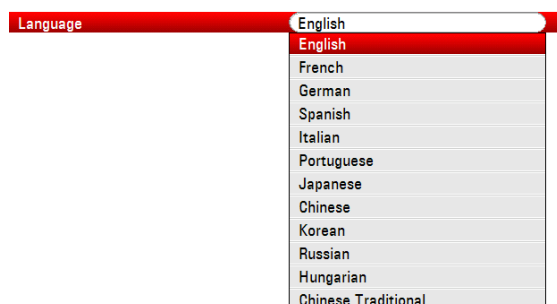 Language English
English
French
German
Spanish
Italian
Portuguese
Japanese
Chinese
Korean
Russian
Hungarian
Chinese Traditional